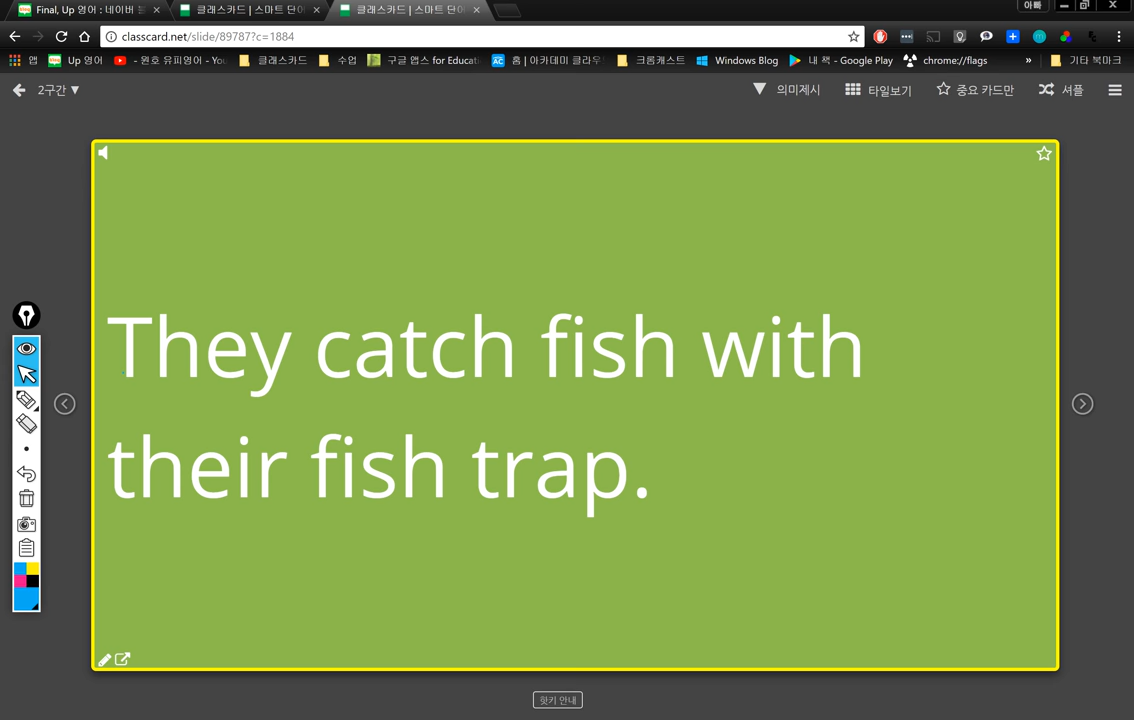 Final, Up 영어 : 네이버 블
클래스카드 | 스마트 단어
클래스카드 | 스마트 단어
아빠
classcard.net/slide/89787?c=1884
앱
Up 영어
- 원호 유피영어 - You
클래스카드
수업
구글 앱스 for Educati
홈 | 아카데미 클라우
크롬캐스트
Windows Blog
내 책 - Google Play
chrome://flags
»
기타 북마크
2구간 ▼
▼ 의미제시
타일보기
중요 카드만
셔플
They catch fish with
their fish trap.
핫키 안내